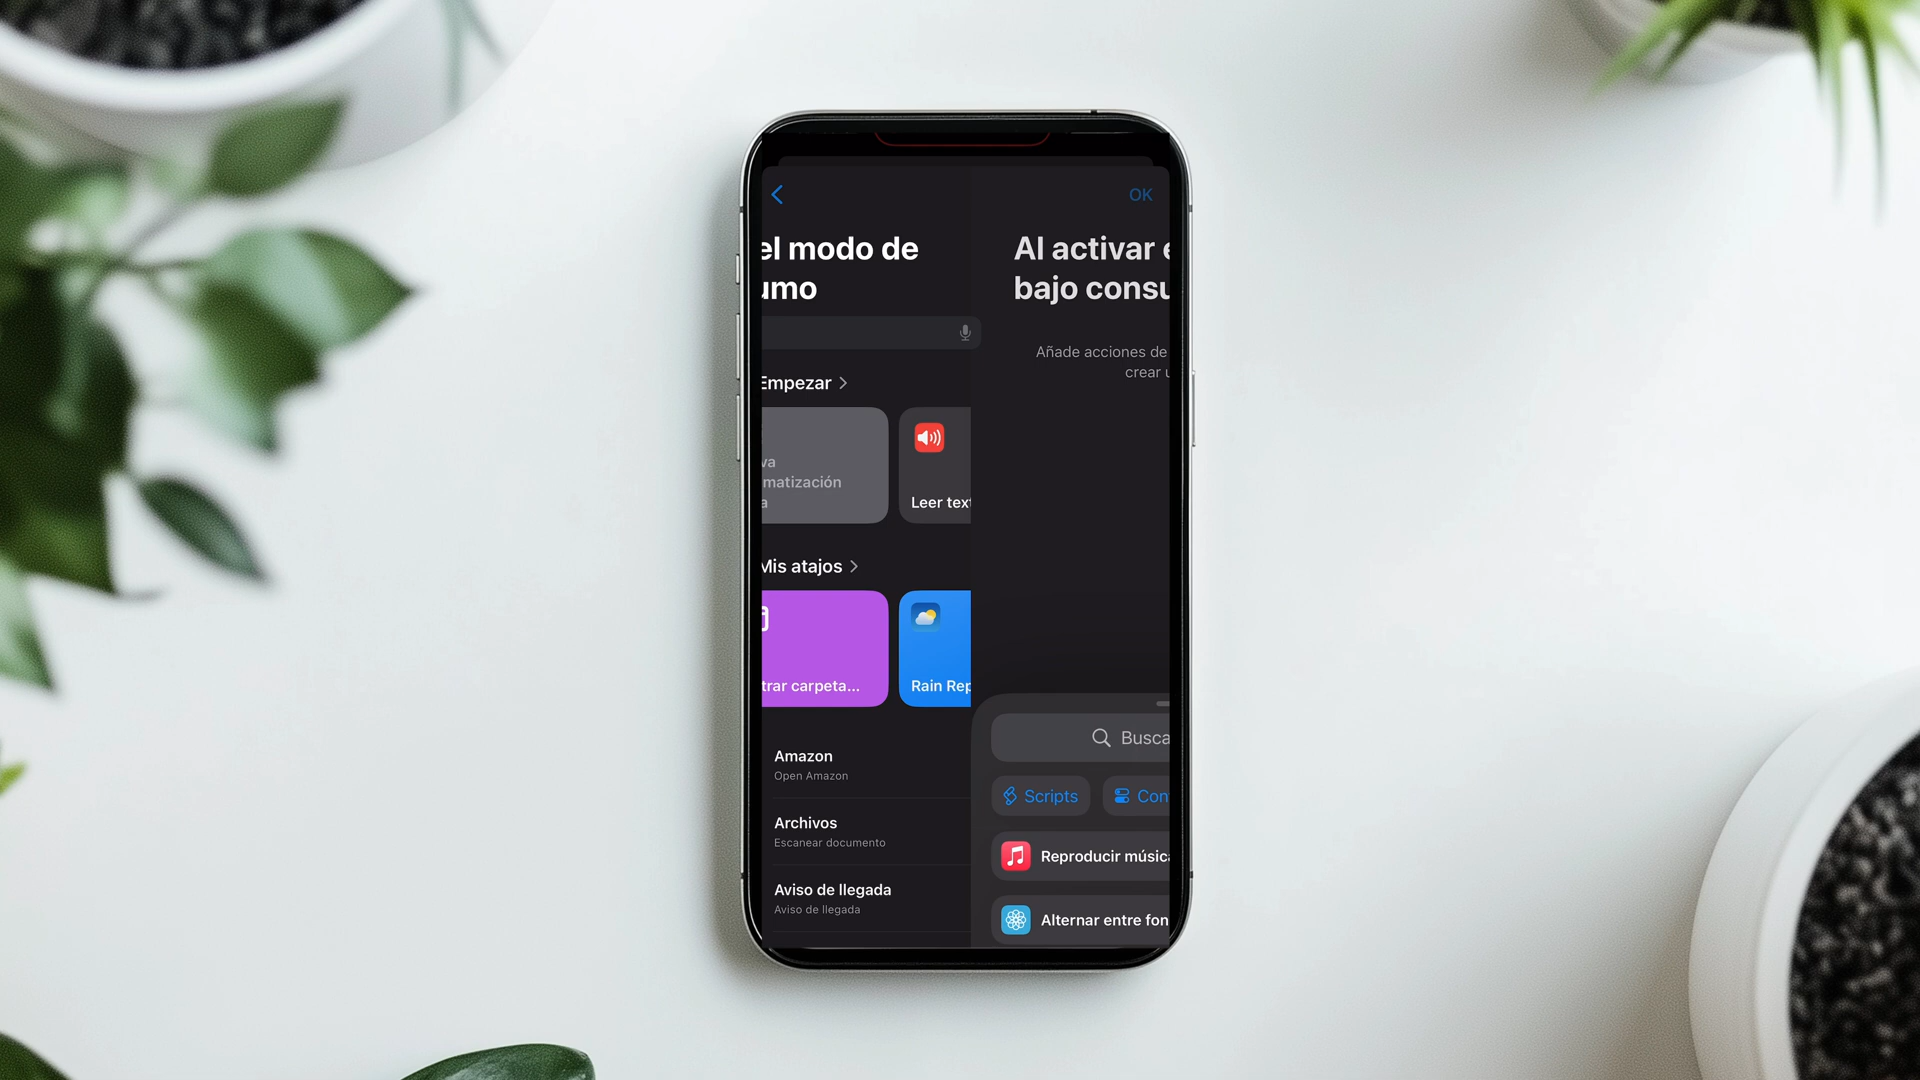 OK
el modo de
umo
Empezar
va
matización
a
Leer text
Mis atajos
trar carpeta...
Rain Rep
Amazon
Open Amazon
Archivos
Escanear documento
Aviso de llegada
Aviso de llegada
Al activar e
bajo consu
Añade acciones de
crear u
Busca
Scripts
Con
Reproducir música
Alternar entre fon